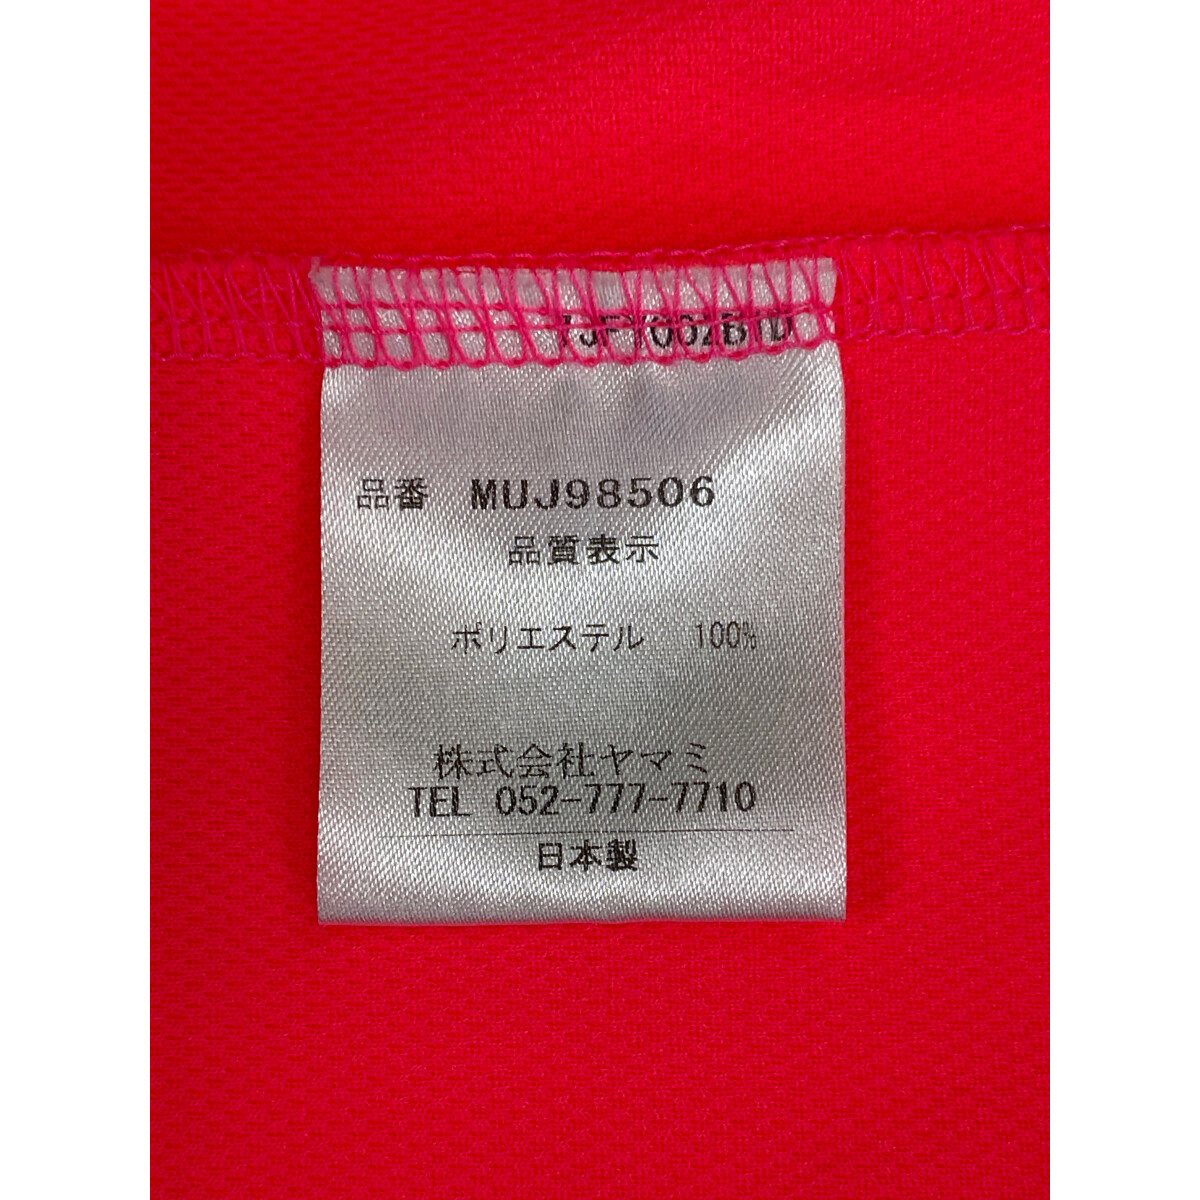 品番 MUJ98506
品質表示
ポリエステル 100%
株式会社ヤマミ
TEL 052-777-7710
日本製